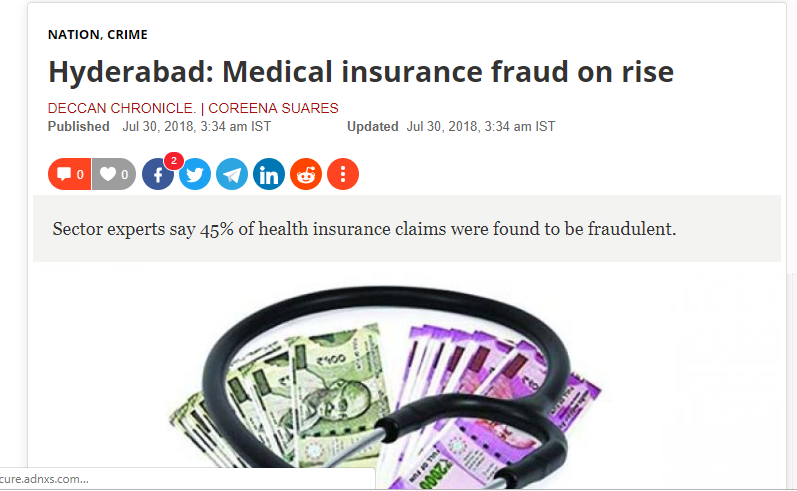 NATION, CRIME
Hyderabad: Medical insurance fraud on rise
DECCAN CHRONICLE. | COREENA SUARES
Published Jul 30, 2018, 3:34 am IST Updated Jul 30, 2018, 3:34 am IST
0 0 2
Sector experts say 45% of health insurance claims were found to be fraudulent.
₹2000
cure.adnxs.com...